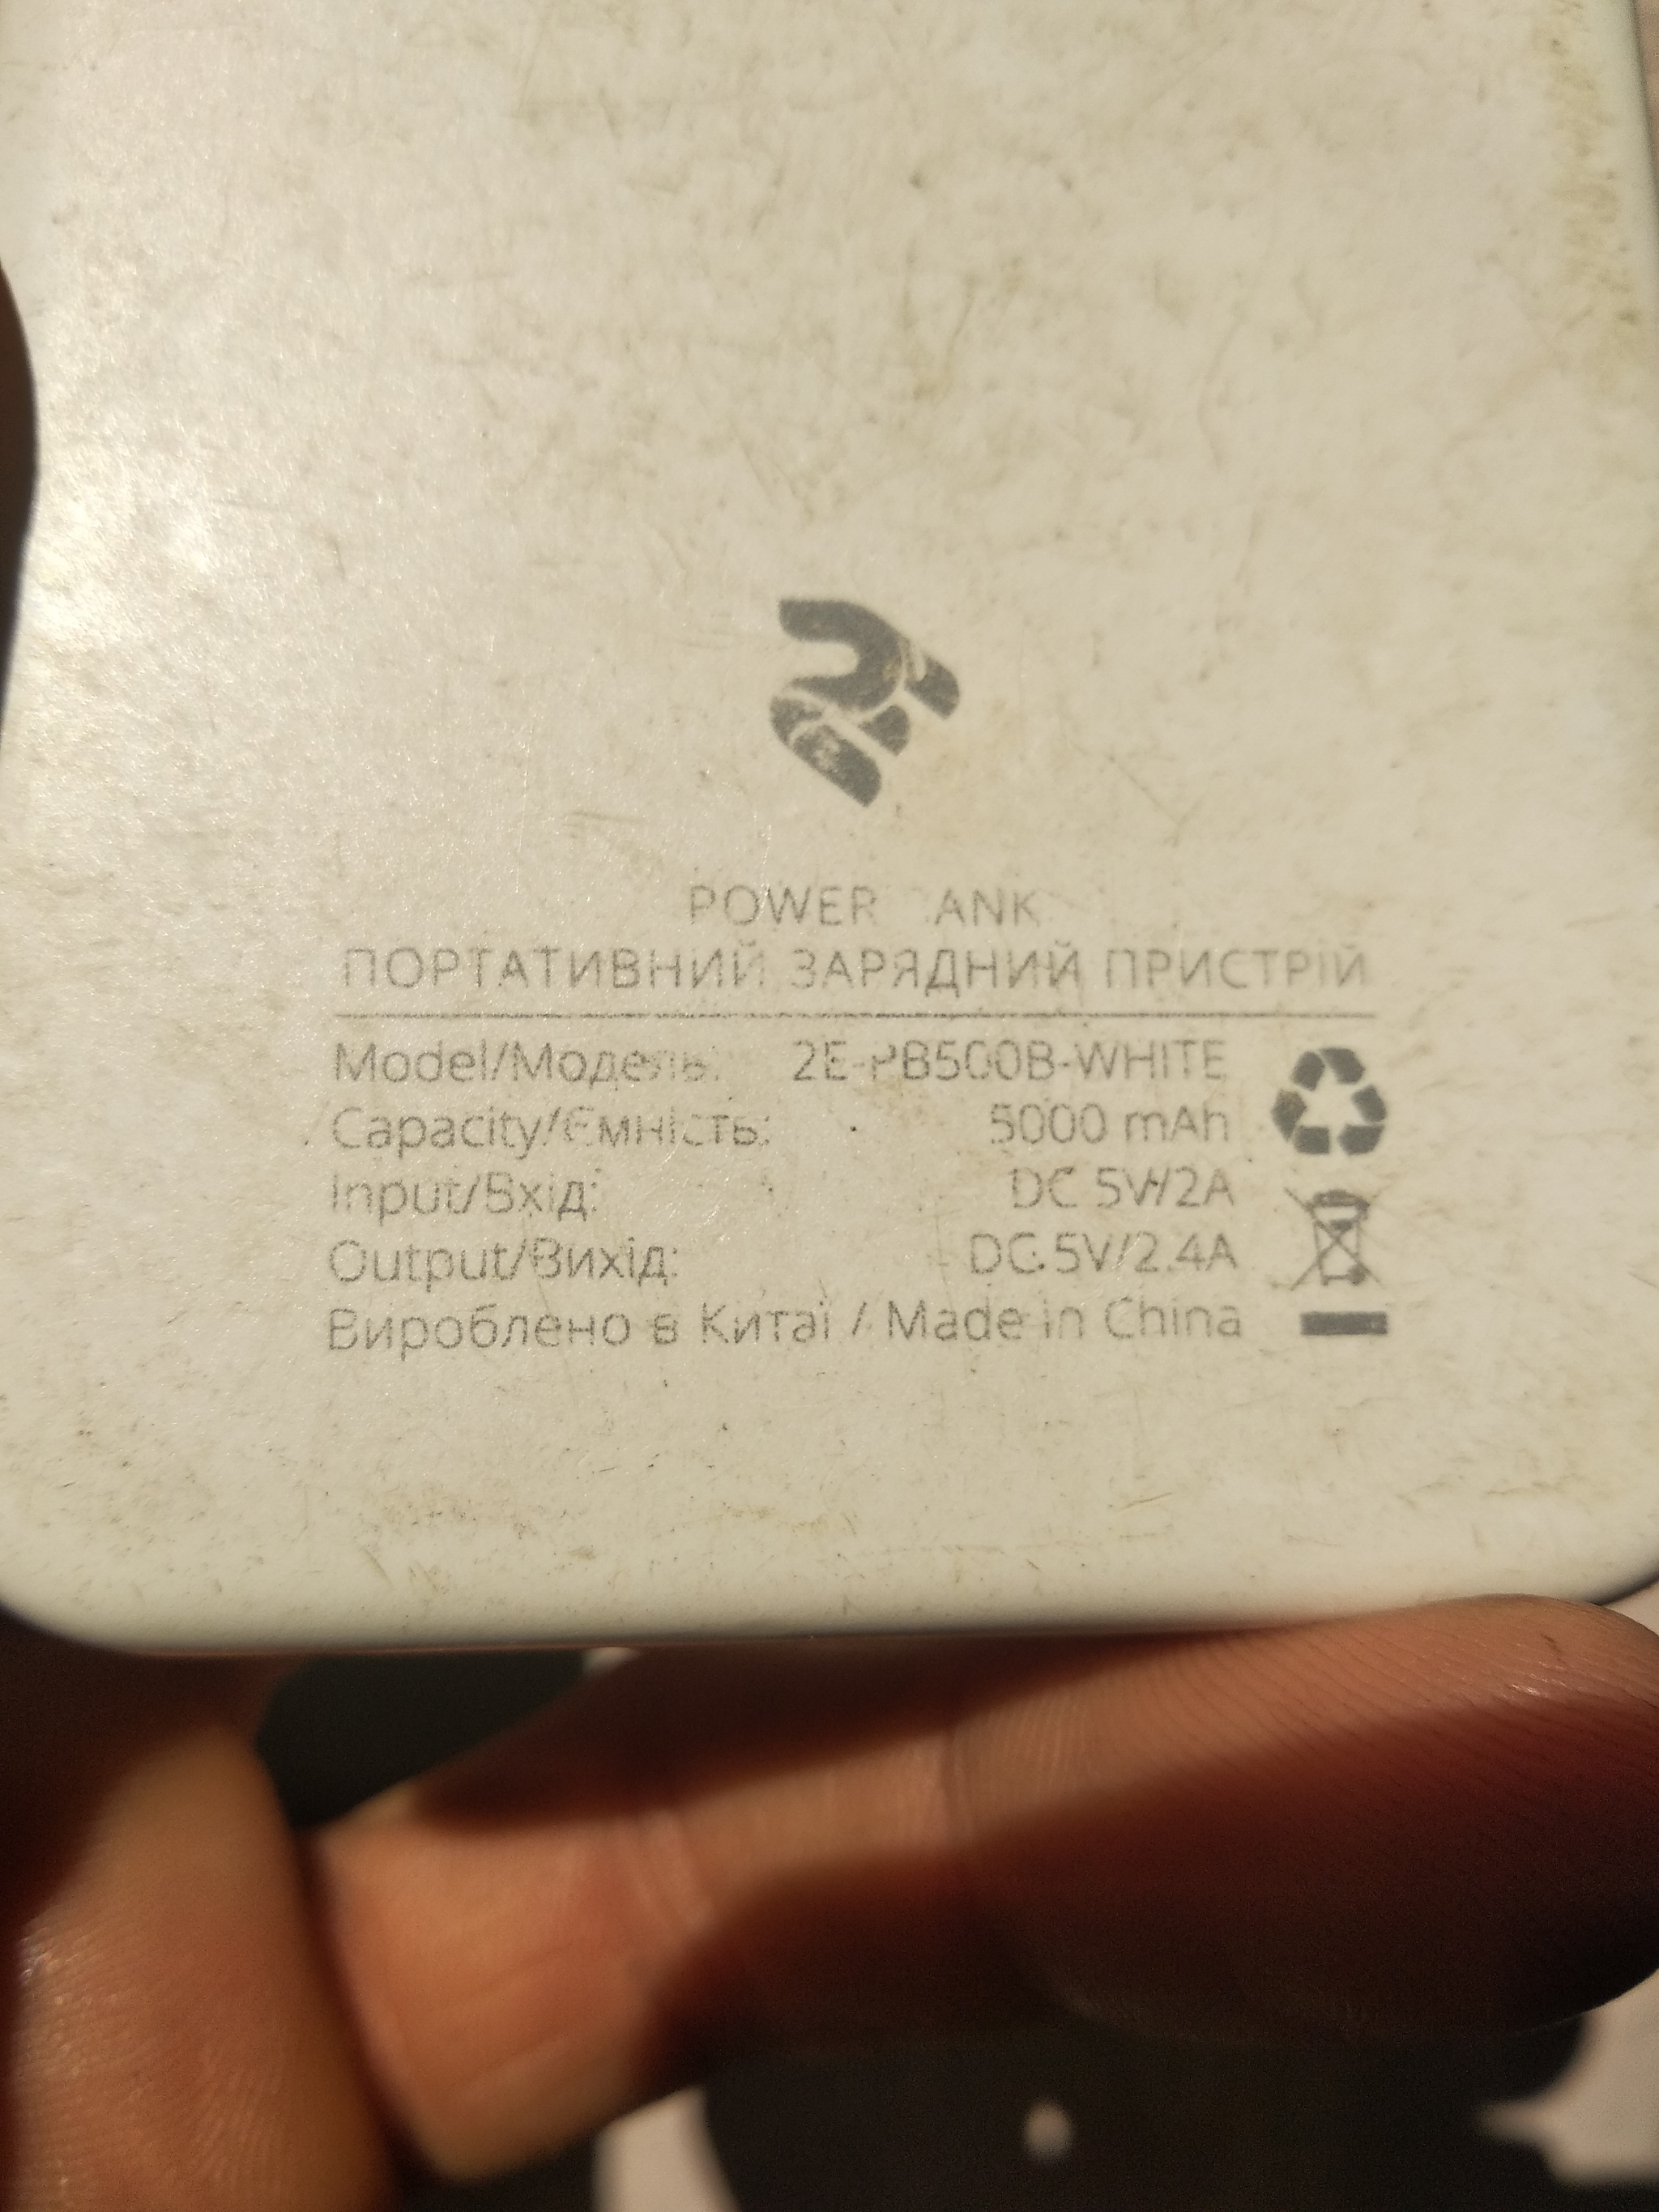 POWER ANK
ПОРТАТИВНИЙ ЗАРЯДНИЙ ПРИСТРІЙ
Model/Модель: 2E-PB500B-WHITE
Capacity/Ємність: 5000 mAh
Input/Вхід: DC 5V/2A
Output/Вихід: DC 5V/2.4A
Вироблено в Китаї / Made in China